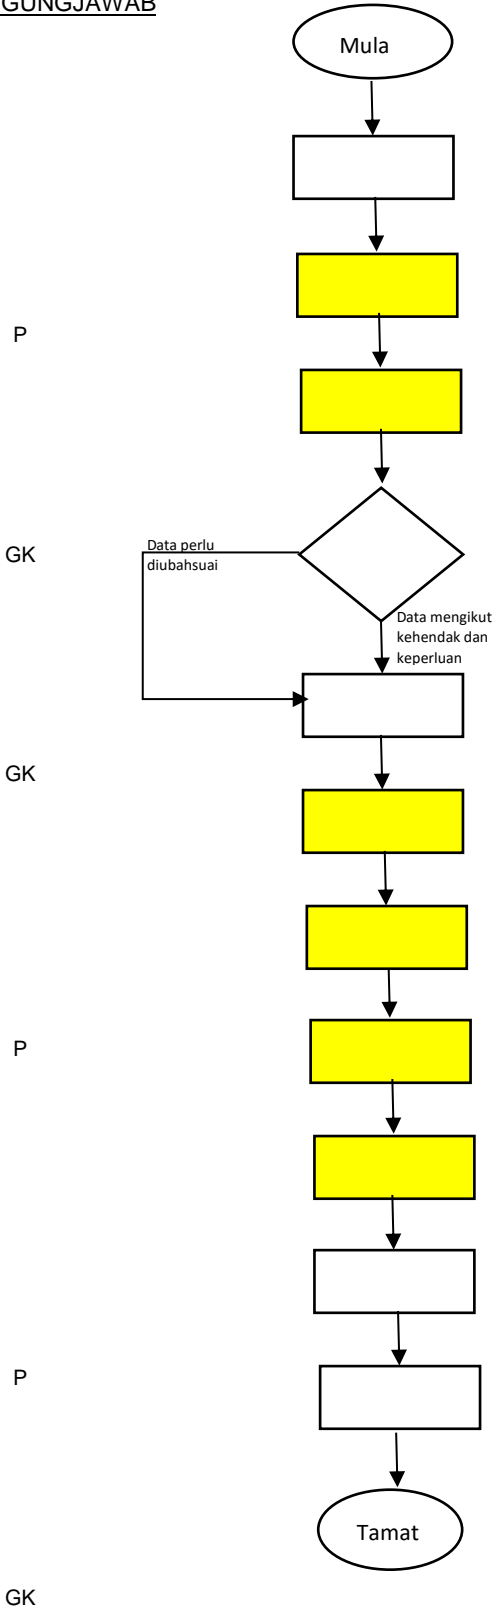 GUNGJAWAB
Mula
P
GK
Data perlu
diubahsuai
Data mengikut
kehendak dan
keperluan
GK
P
P
Tamat
GK